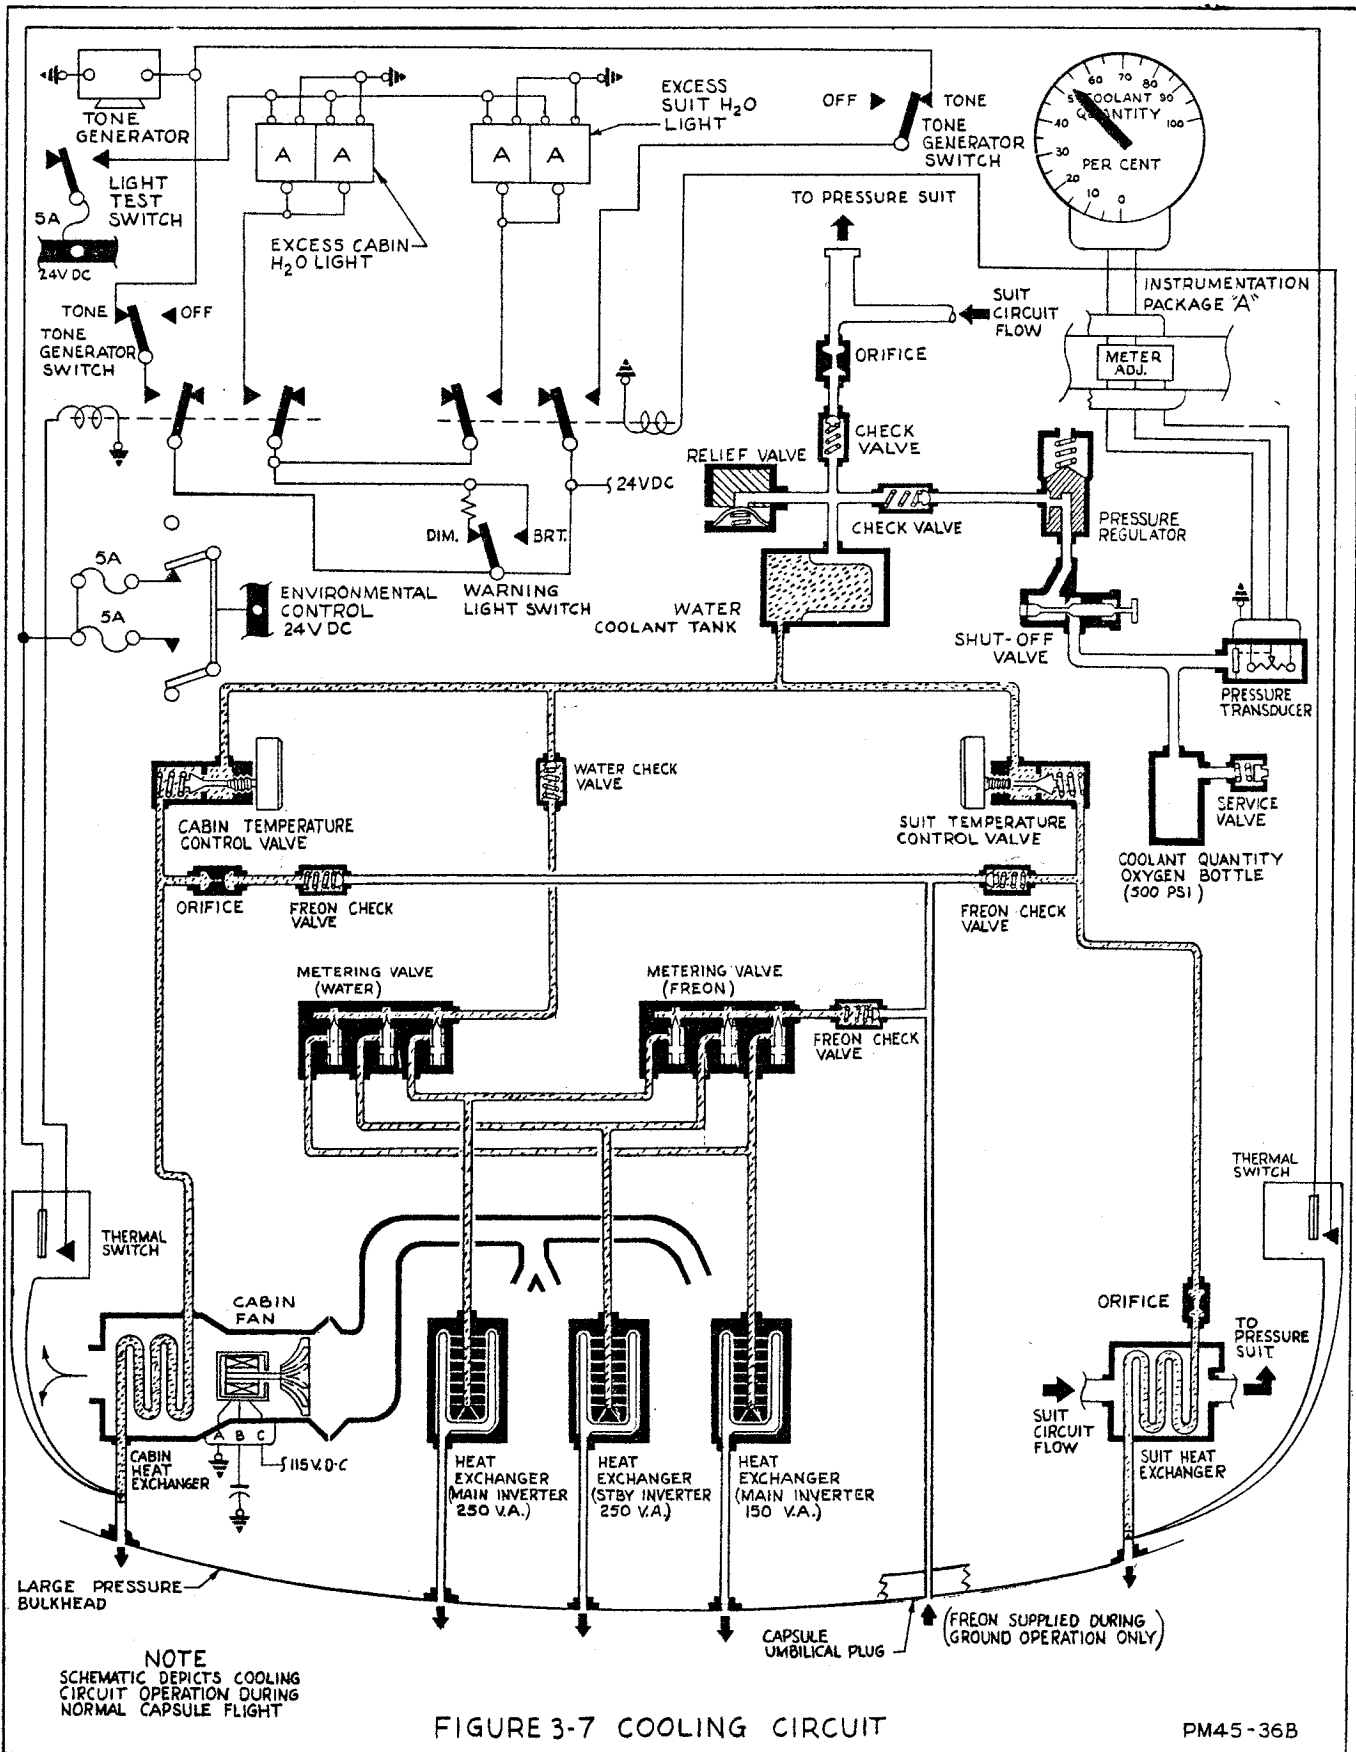 TONE
GENERATOR
LIGHT
TEST
SWITCH
5A
24V DC
A
A
EXCESS CABIN
H₂O LIGHT
A
A
EXCESS
SUIT H₂O
LIGHT
OFF
TONE
TONE
GENERATOR
SWITCH
0
10
20
30
40
5
60
70
80
90
100
COOLANT
QUANTITY
PER CENT
TO PRESSURE SUIT
INSTRUMENTATION
PACKAGE "A"
METER
ADJ.
TONE
OFF
TONE
GENERATOR
SWITCH
SUIT
CIRCUIT
FLOW
ORIFICE
CHECK
VALVE
RELIEF VALVE
CHECK VALVE
PRESSURE
REGULATOR
24VDC
DIM.
BRT.
WARNING
LIGHT SWITCH
5A
5A
ENVIRONMENTAL
CONTROL
24V DC
WATER
COOLANT TANK
SHUT-OFF
VALVE
PRESSURE
TRANSDUCER
CABIN TEMPERATURE
CONTROL VALVE
WATER CHECK
VALVE
SUIT TEMPERATURE
CONTROL VALVE
SERVICE
VALVE
COOLANT QUANTITY
OXYGEN BOTTLE
(500 PSI)
ORIFICE
FREON CHECK
VALVE
FREON CHECK
VALVE
METERING VALVE
(WATER)
METERING VALVE
(FREON)
FREON CHECK
VALVE
THERMAL
SWITCH
THERMAL
SWITCH
CABIN
FAN
A B C
115 V. D-C
CABIN
HEAT
EXCHANGER
HEAT
EXCHANGER
(MAIN INVERTER
250 V.A.)
HEAT
EXCHANGER
(STBY INVERTER
250 V.A.)
HEAT
EXCHANGER
(MAIN INVERTER
150 V.A.)
ORIFICE
TO
PRESSURE
SUIT
SUIT
CIRCUIT
FLOW
SUIT HEAT
EXCHANGER
LARGE PRESSURE
BULKHEAD
CAPSULE
UMBILICAL PLUG
(FREON SUPPLIED DURING
GROUND OPERATION ONLY)
NOTE
SCHEMATIC DEPICTS COOLING
CIRCUIT OPERATION DURING
NORMAL CAPSULE FLIGHT
FIGURE 3-7 COOLING CIRCUIT
PM45-36B